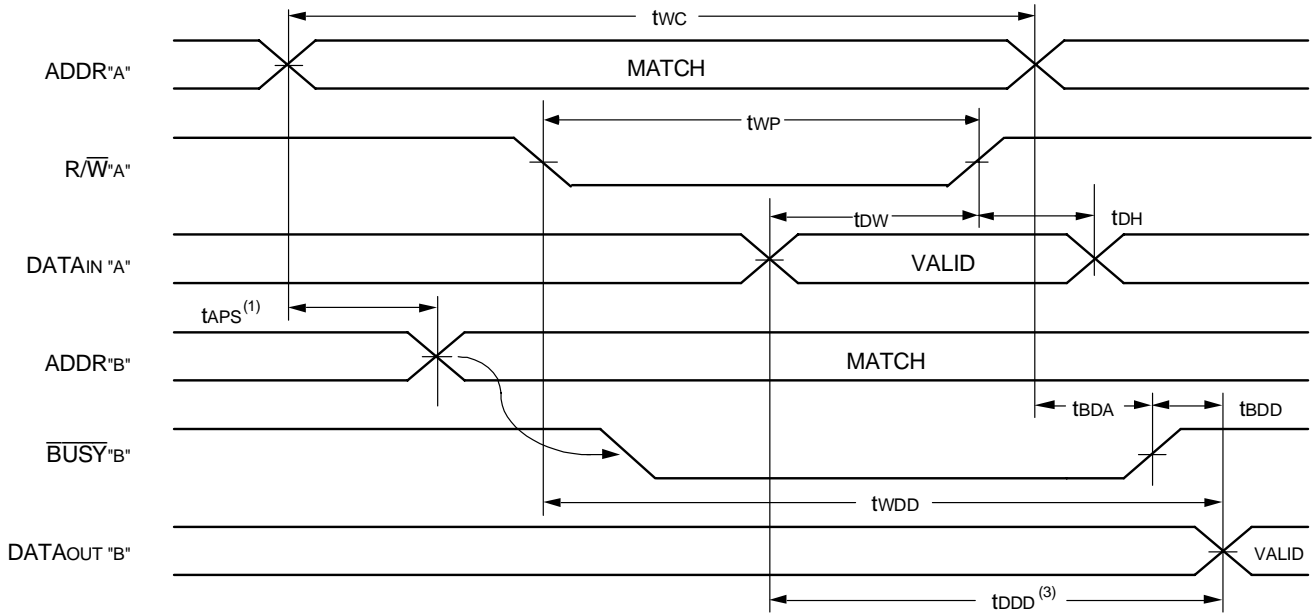 tWC
ADDR"A" MATCH
tWP
R/W̅"A"
tDW tDH
DATAIN "A" VALID
tAPS(1)
ADDR"B" MATCH
tBDA tBDD
B̅U̅S̅Y̅"B"
tWDD
DATAOUT "B" VALID
tDDD(3)